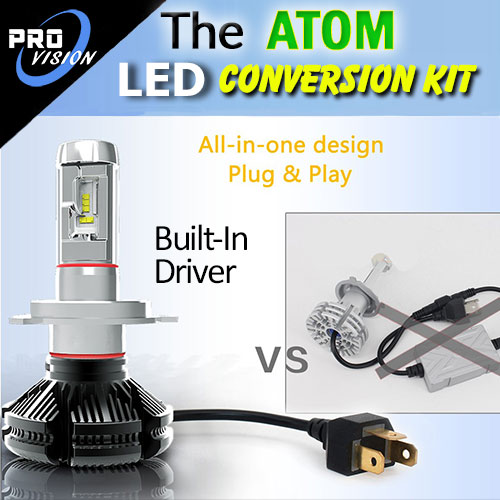 PRO
VISION
The ATOM
LED CONVERSION KIT
All-in-one design
Plug & Play
Built-In
Driver
VS